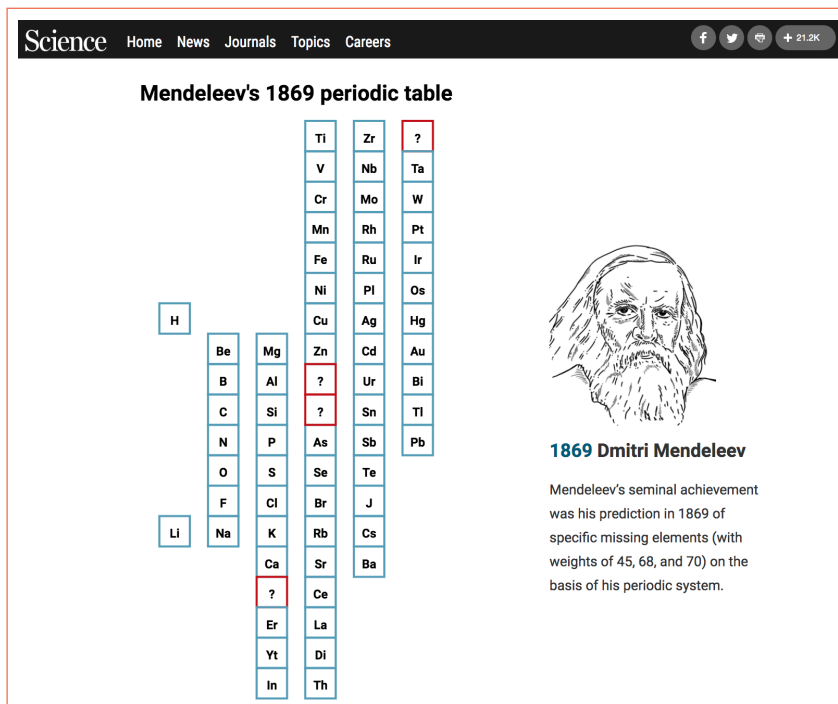 Science Home News Journals Topics Careers + 21.2K
Mendeleev's 1869 periodic table
Ti Zr ?
V Nb Ta
Cr Mo W
Mn Rh Pt
Fe Ru Ir
Ni Pl Os
H Cu Ag Hg
Be Mg Zn Cd Au
B Al ? Ur Bi
C Si ? Sn Tl
N P As Sb Pb
O S Se Te
F Cl Br J
Li Na K Rb Cs
Ca Sr Ba
? Ce
Er La
Yt Di
In Th
1869 Dmitri Mendeleev
Mendeleev's seminal achievement
was his prediction in 1869 of
specific missing elements (with
weights of 45, 68, and 70) on the
basis of his periodic system.